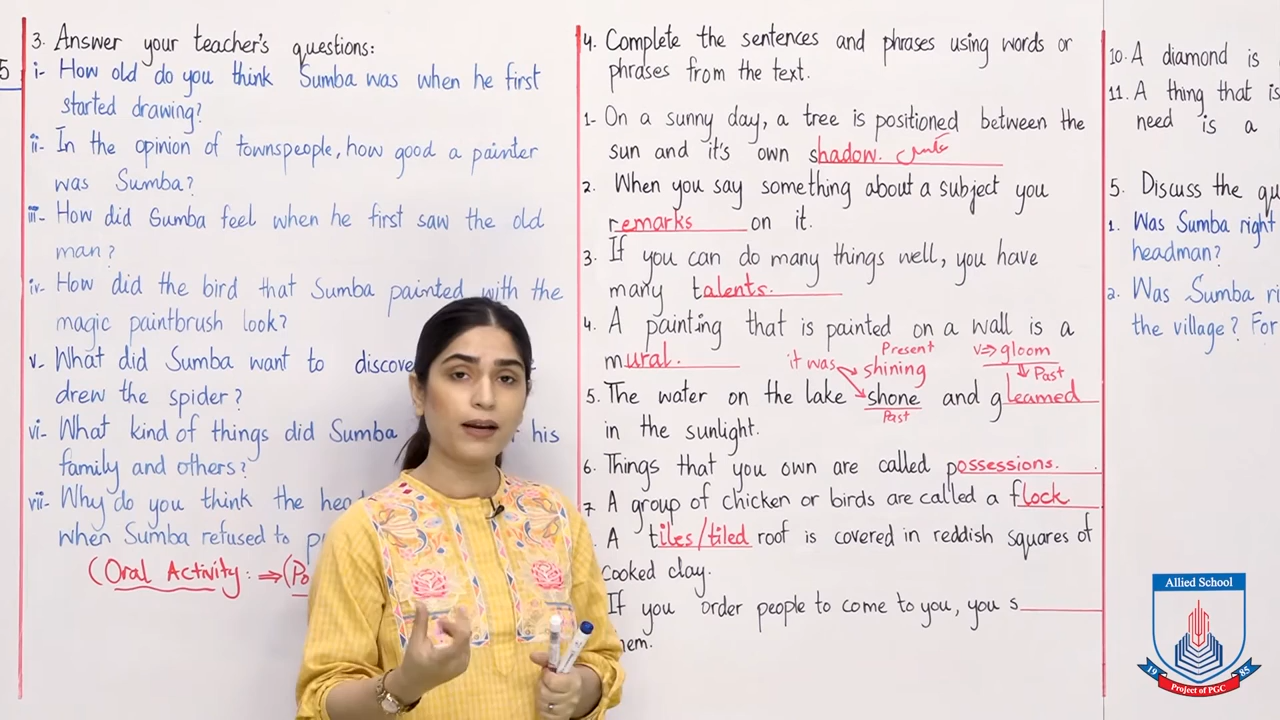 5
3. Answer your teacher's questions:
i- How old do you think Sumba was when he first
started drawing?
ii- In the opinion of townspeople, how good a painter
was Sumba?
iii- How did Sumba feel when he first saw the old
man?
iv- How did the bird that Sumba painted with the
magic paintbrush look?
v- What did Sumba want to discove
drew the spider?
vi- What kind of things did Sumba his
family and others?
vii- Why do you think the hea
when Sumba refused to
(Oral Activity: ⇒(Po
4. Complete the sentences and phrases using words or
phrases from the text.
1- On a sunny day, a tree is positioned between the
sun and it's own shadow.
2. When you say something about a subject you
remarks on it.
3. If you can do many things well, you have
many talents.
4. A painting that is painted on a wall is a
mural.
it was shining Present
v⇒ gloom
Past
5. The water on the lake shone and gleamed
Past
in the sunlight.
6. Things that you own are called possessions.
7. A group of chicken or birds are called a flock
. A tiles/tiled roof is covered in reddish squares of
cooked clay.
If you order people to come to you, you s
hem.
10. A diamond is
11. A thing that is
need is a
5. Discuss the qu
1. Was Sumba right
headman?
2. Was Sumba ri
the village? For
Allied School
19 85
Project of PGC